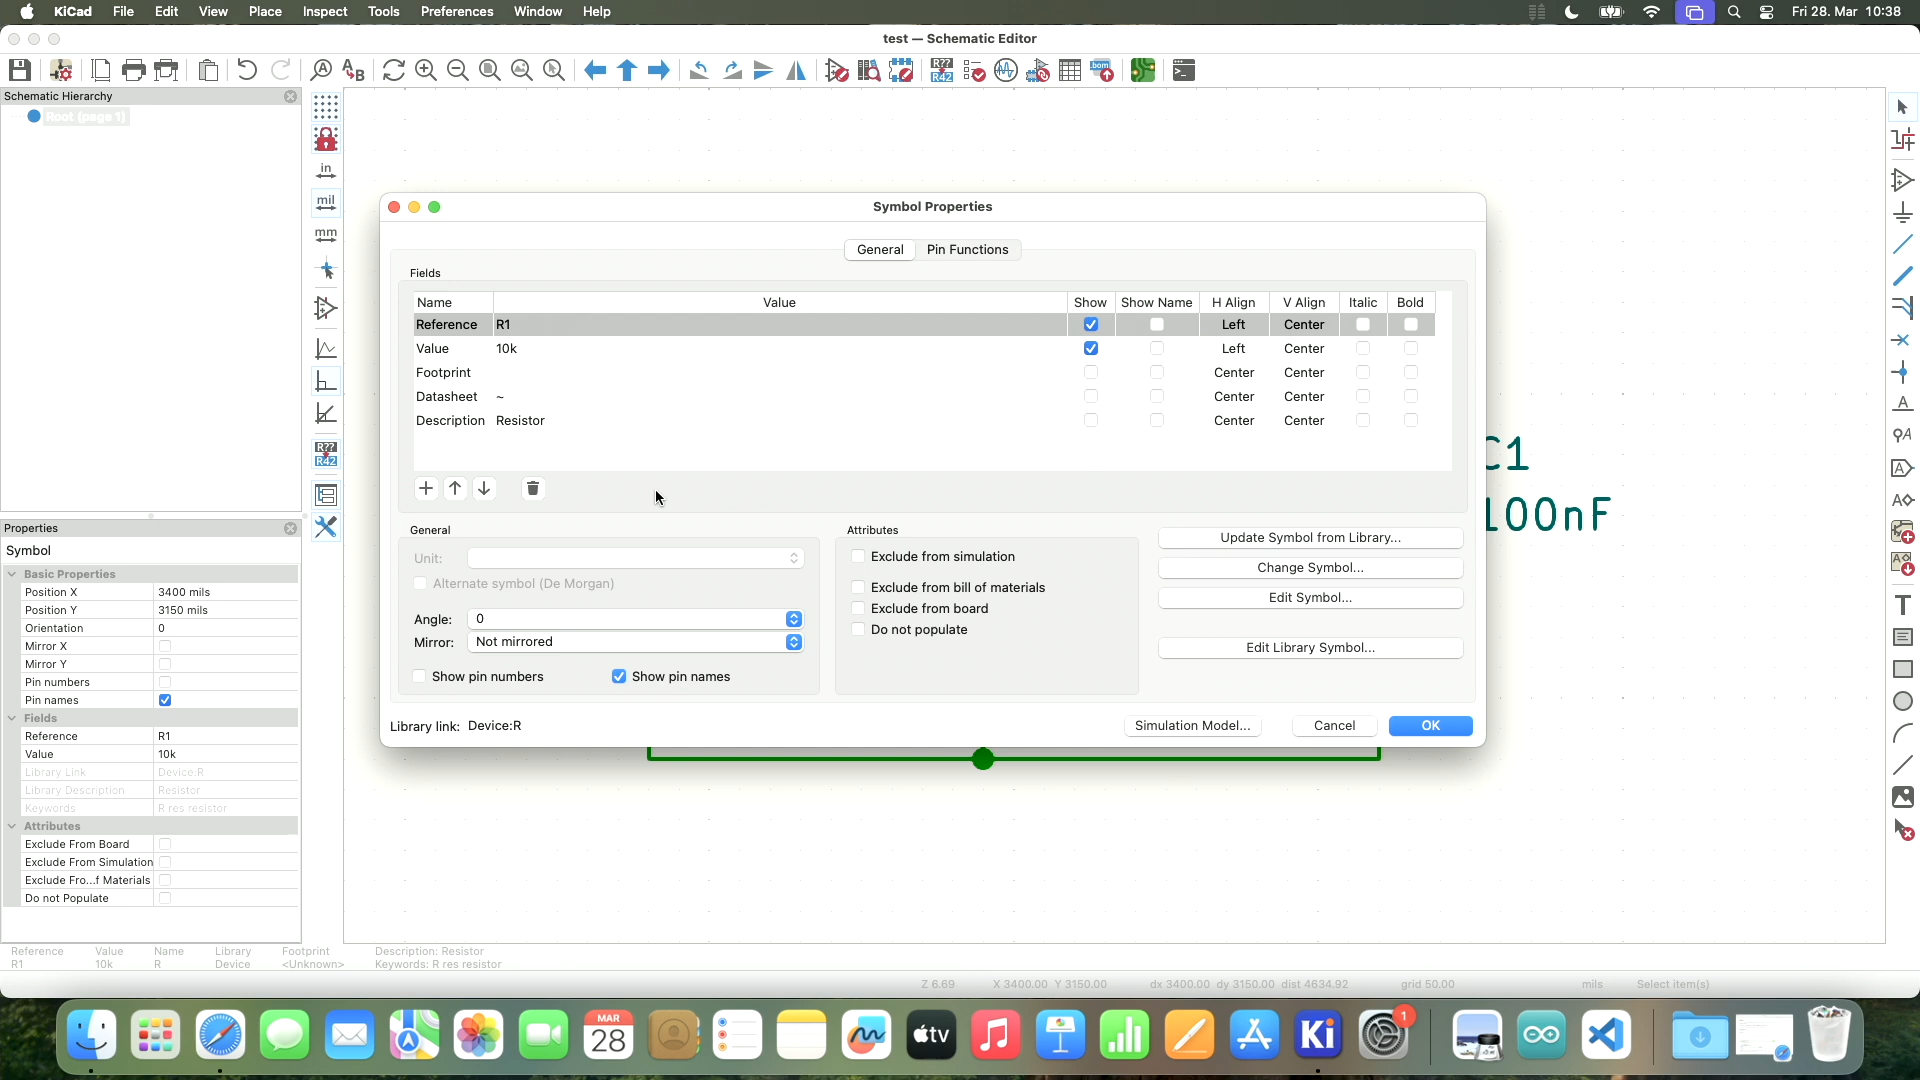 KiCad File Edit View Place Inspect Tools Preferences Window Help Fri 28. Mar 10:38
test — Schematic Editor
Schematic Hierarchy
Root (page 1)
in
mil
mm
R??
R42
Symbol Properties
General Pin Functions
Fields
Name Value Show Show Name H Align V Align Italic Bold
Reference R1 Left Center
Value 10k Left Center
Footprint Center Center
Datasheet ~ Center Center
Description Resistor Center Center
C1
100nF
General
Unit:
Alternate symbol (De Morgan)
Angle: 0
Mirror: Not mirrored
Show pin numbers Show pin names
Attributes
Exclude from simulation
Exclude from bill of materials
Exclude from board
Do not populate
Update Symbol from Library...
Change Symbol...
Edit Symbol...
Edit Library Symbol...
Library link: Device:R Simulation Model... Cancel OK
Properties
Symbol
Basic Properties
Position X 3400 mils
Position Y 3150 mils
Orientation 0
Mirror X
Mirror Y
Pin numbers
Pin names
Fields
Reference R1
Value 10k
Library Link Device:R
Library Description Resistor
Keywords R res resistor
Attributes
Exclude From Board
Exclude From Simulation
Exclude Fro...f Materials
Do not Populate
Reference Value Name Library Footprint Description: Resistor
R1 10k R Device <Unknown> Keywords: R res resistor
Z 6.69 X 3400.00 Y 3150.00 dx 3400.00 dy 3150.00 dist 4634.92 grid 50.00 mils Select item(s)
MAR
28
tv
Ki
1